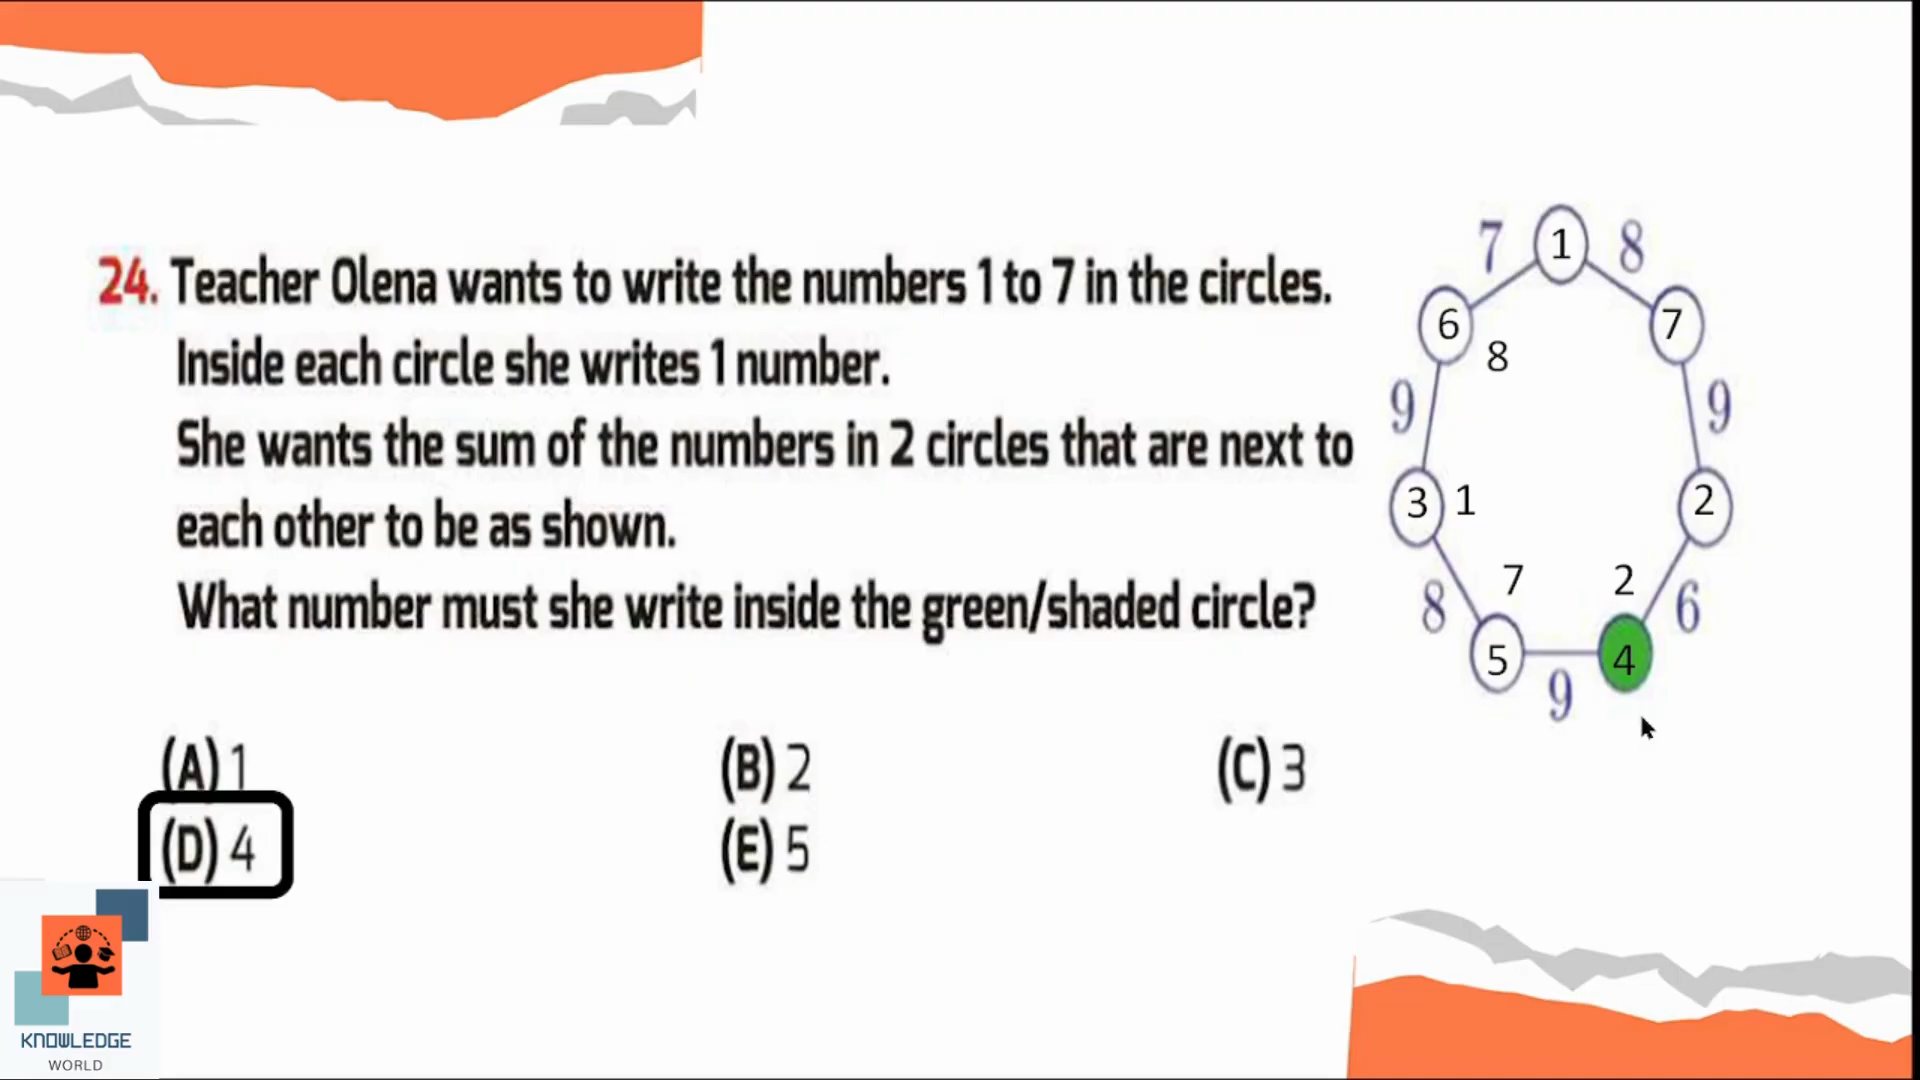 24. Teacher Olena wants to write the numbers 1 to 7 in the circles.
Inside each circle she writes 1 number.
She wants the sum of the numbers in 2 circles that are next to
each other to be as shown.
What number must she write inside the green/shaded circle?
(A) 1 (B) 2 (C) 3
(D) 4 (E) 5
7 1 8
6 7
8
9 9
3 1 2
7 2
8 6
5 4
9
KNOWLEDGE
WORLD